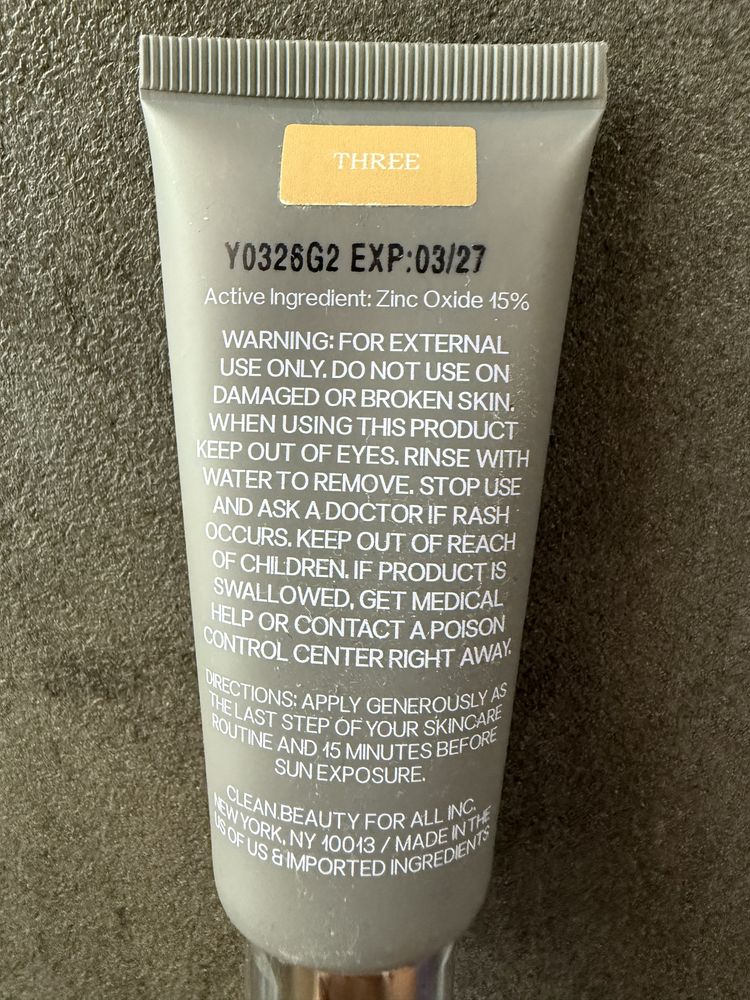 THREE
Y0326G2 EXP:03/27
Active Ingredient: Zinc Oxide 15%
WARNING: FOR EXTERNAL
USE ONLY. DO NOT USE ON
DAMAGED OR BROKEN SKIN.
WHEN USING THIS PRODUCT
KEEP OUT OF EYES. RINSE WITH
WATER TO REMOVE. STOP USE
AND ASK A DOCTOR IF RASH
OCCURS. KEEP OUT OF REACH
OF CHILDREN. IF PRODUCT IS
SWALLOWED, GET MEDICAL
HELP OR CONTACT A POISON
CONTROL CENTER RIGHT AWAY.
DIRECTIONS: APPLY GENEROUSLY AS
THE LAST STEP OF YOUR SKINCARE
ROUTINE AND 15 MINUTES BEFORE
SUN EXPOSURE.
CLEAN.BEAUTY FOR ALL INC.
NEW YORK, NY 10013 / MADE IN THE
US OF US & IMPORTED INGREDIENTS